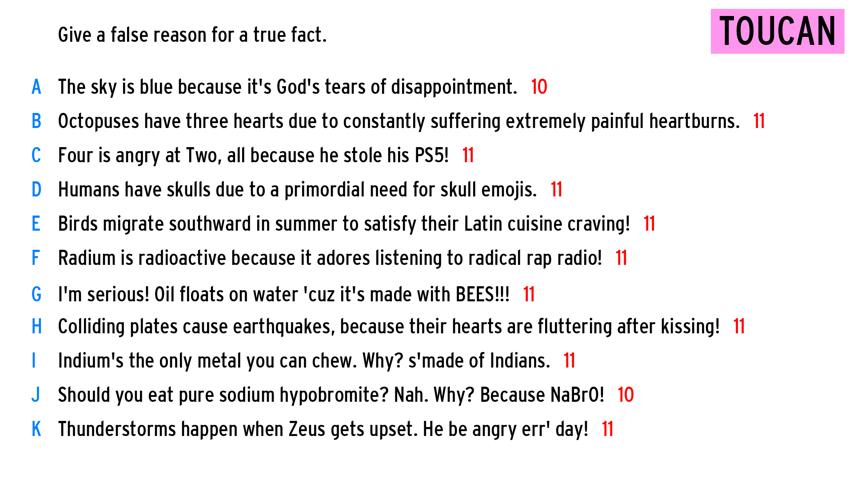 Give a false reason for a true fact.
TOUCAN
A The sky is blue because it's God's tears of disappointment. 10
B Octopuses have three hearts due to constantly suffering extremely painful heartburns. 11
C Four is angry at Two, all because he stole his PS5! 11
D Humans have skulls due to a primordial need for skull emojis. 11
E Birds migrate southward in summer to satisfy their Latin cuisine craving! 11
F Radium is radioactive because it adores listening to radical rap radio! 11
G I'm serious! Oil floats on water 'cuz it's made with BEES!!! 11
H Colliding plates cause earthquakes, because their hearts are fluttering after kissing! 11
I Indium's the only metal you can chew. Why? s'made of Indians. 11
J Should you eat pure sodium hypobromite? Nah. Why? Because NaBrO! 10
K Thunderstorms happen when Zeus gets upset. He be angry err' day! 11